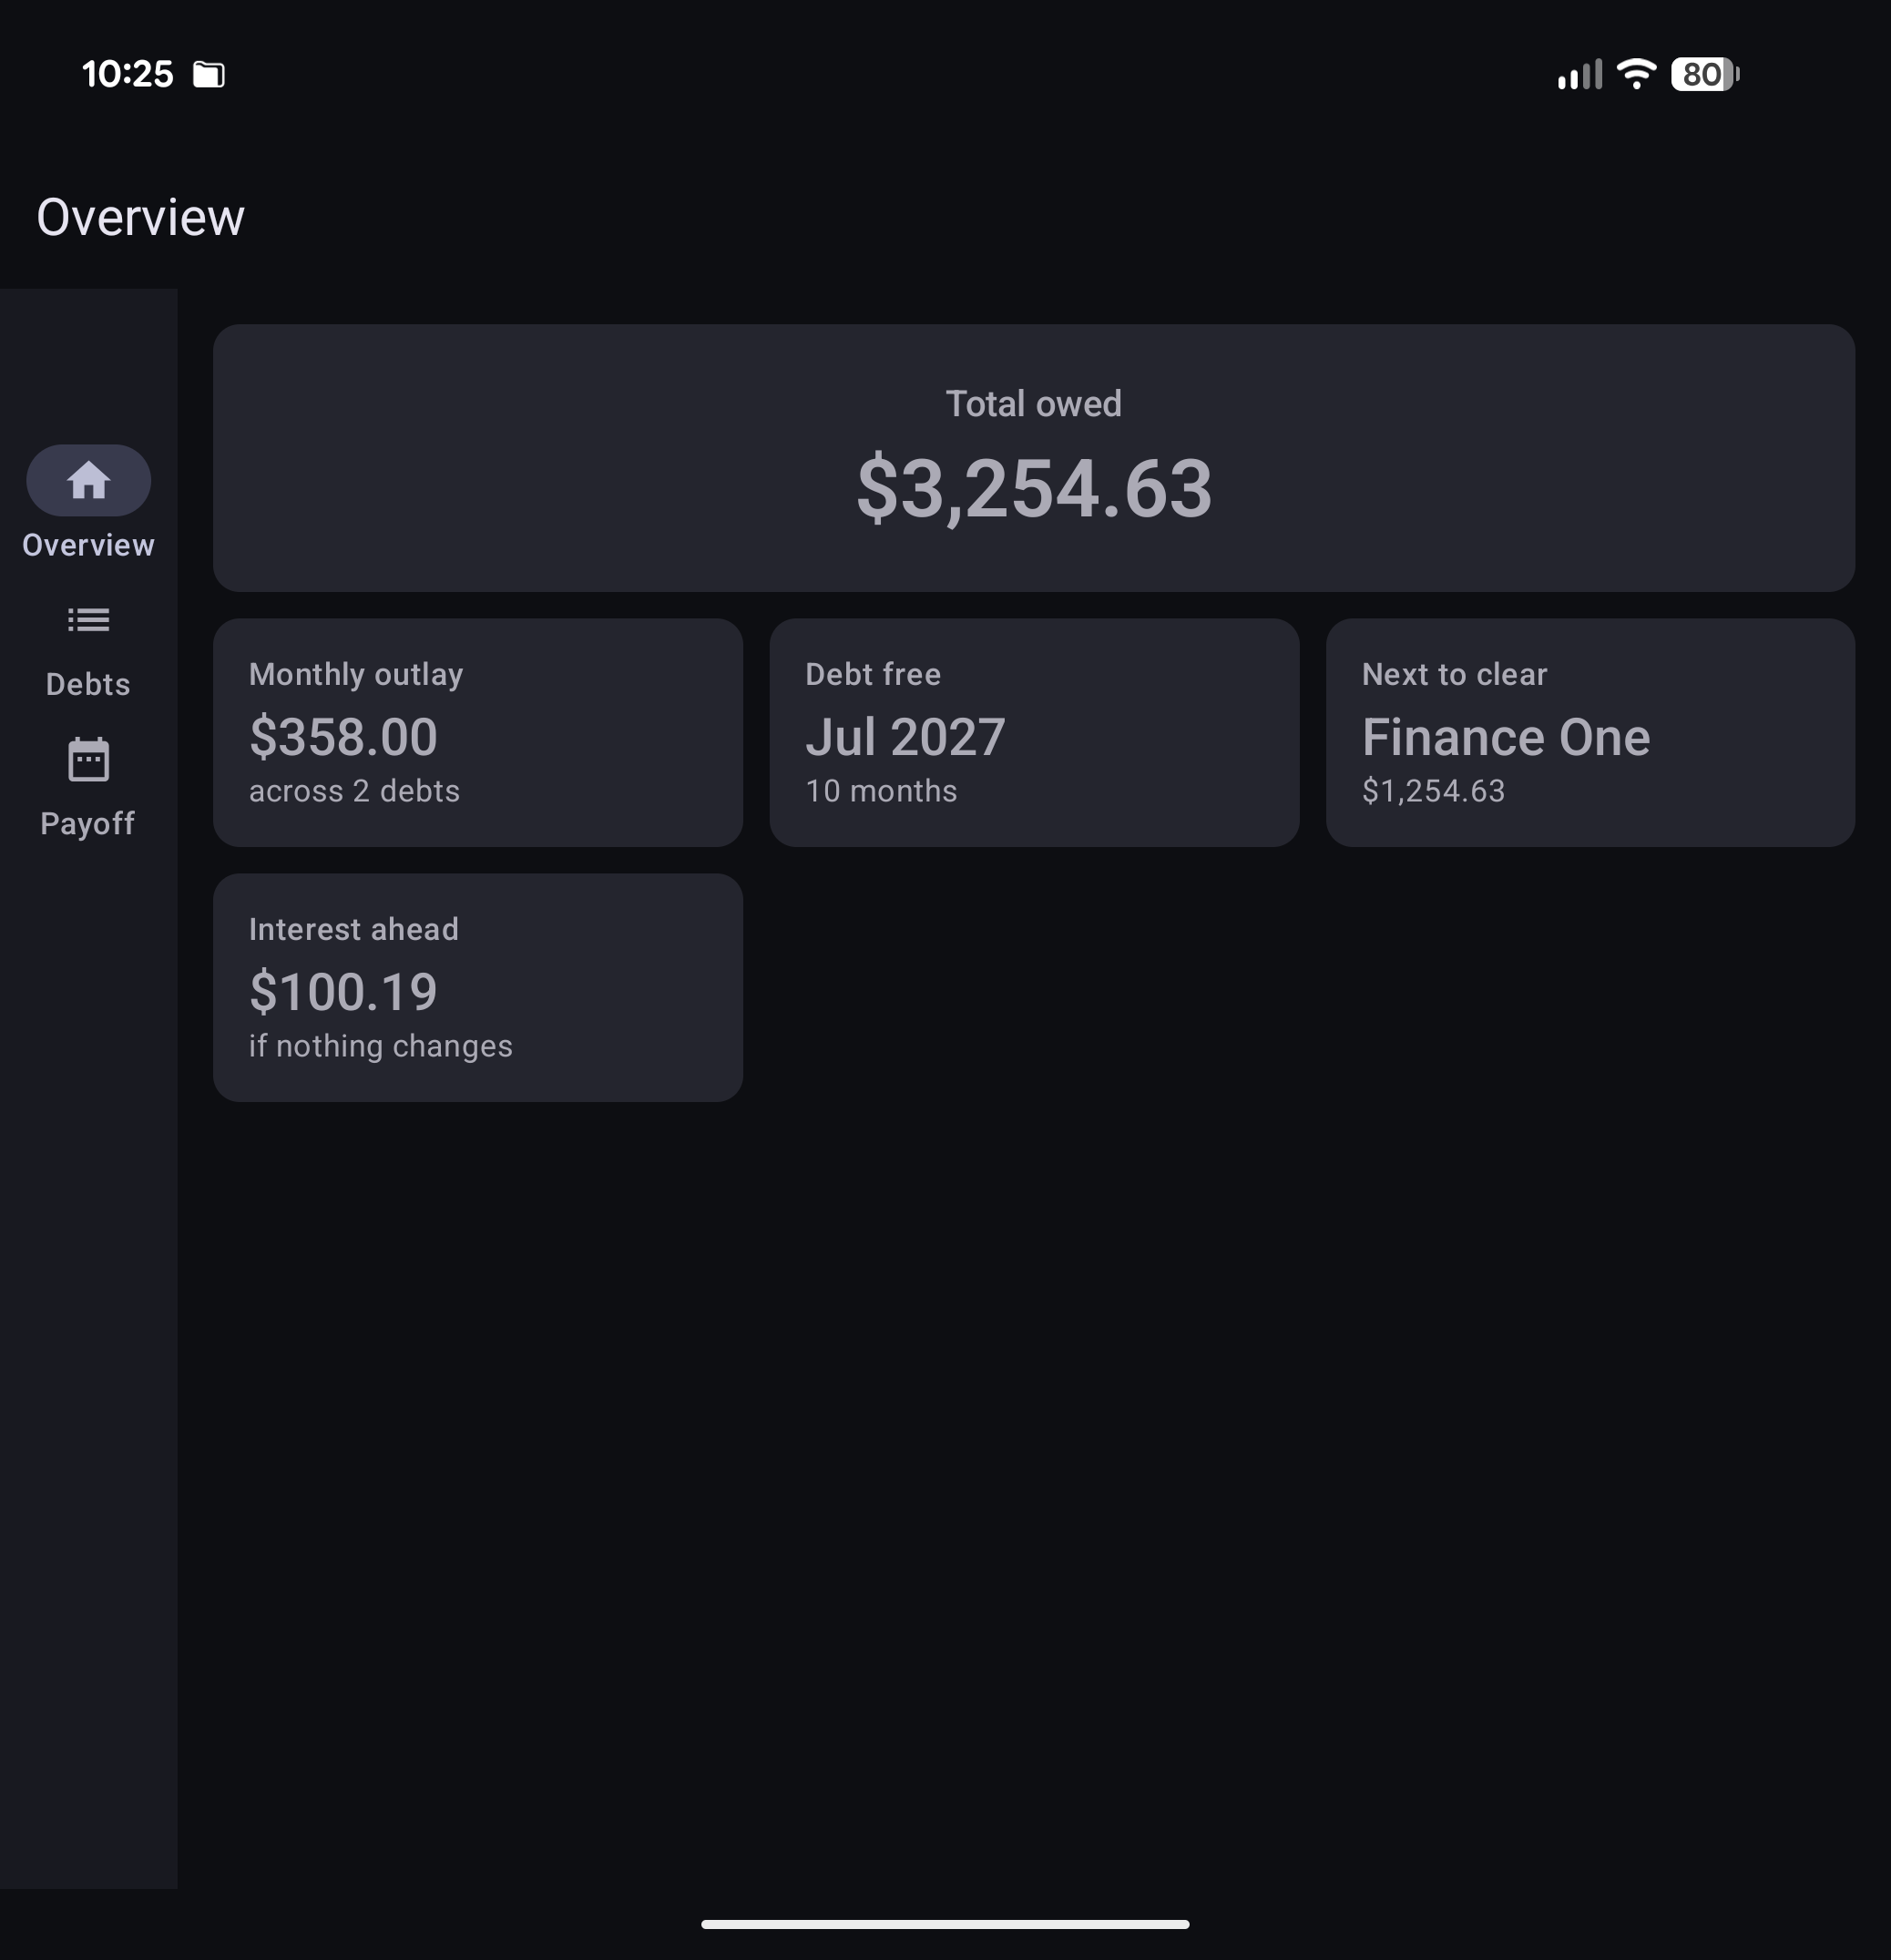 10:25
80
Overview
Overview
Debts
Payoff
Total owed
$3,254.63
Monthly outlay
$358.00
across 2 debts
Debt free
Jul 2027
10 months
Next to clear
Finance One
$1,254.63
Interest ahead
$100.19
if nothing changes